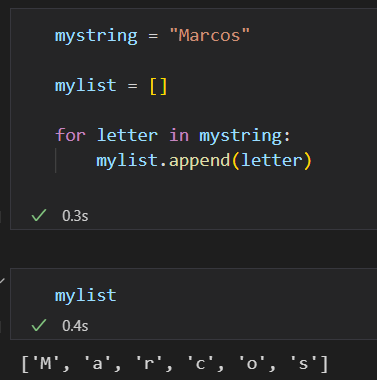 mystring = "Marcos"
mylist = []
for letter in mystring:
    mylist.append(letter)
0.3s
mylist
0.4s
['M', 'a', 'r', 'c', 'o', 's']